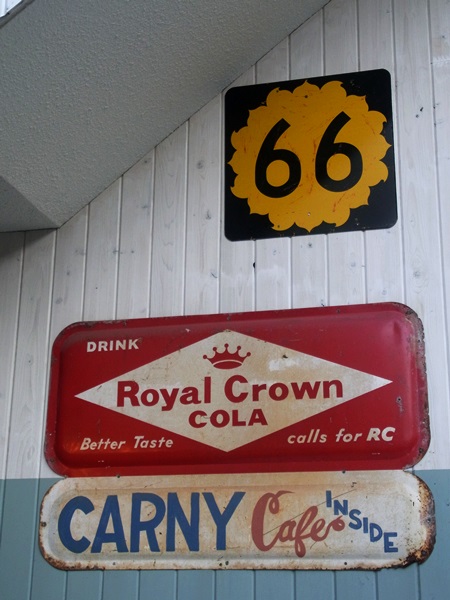 66
DRINK
Royal Crown
COLA
Better Taste calls for RC
CARNY Cafe INSIDE